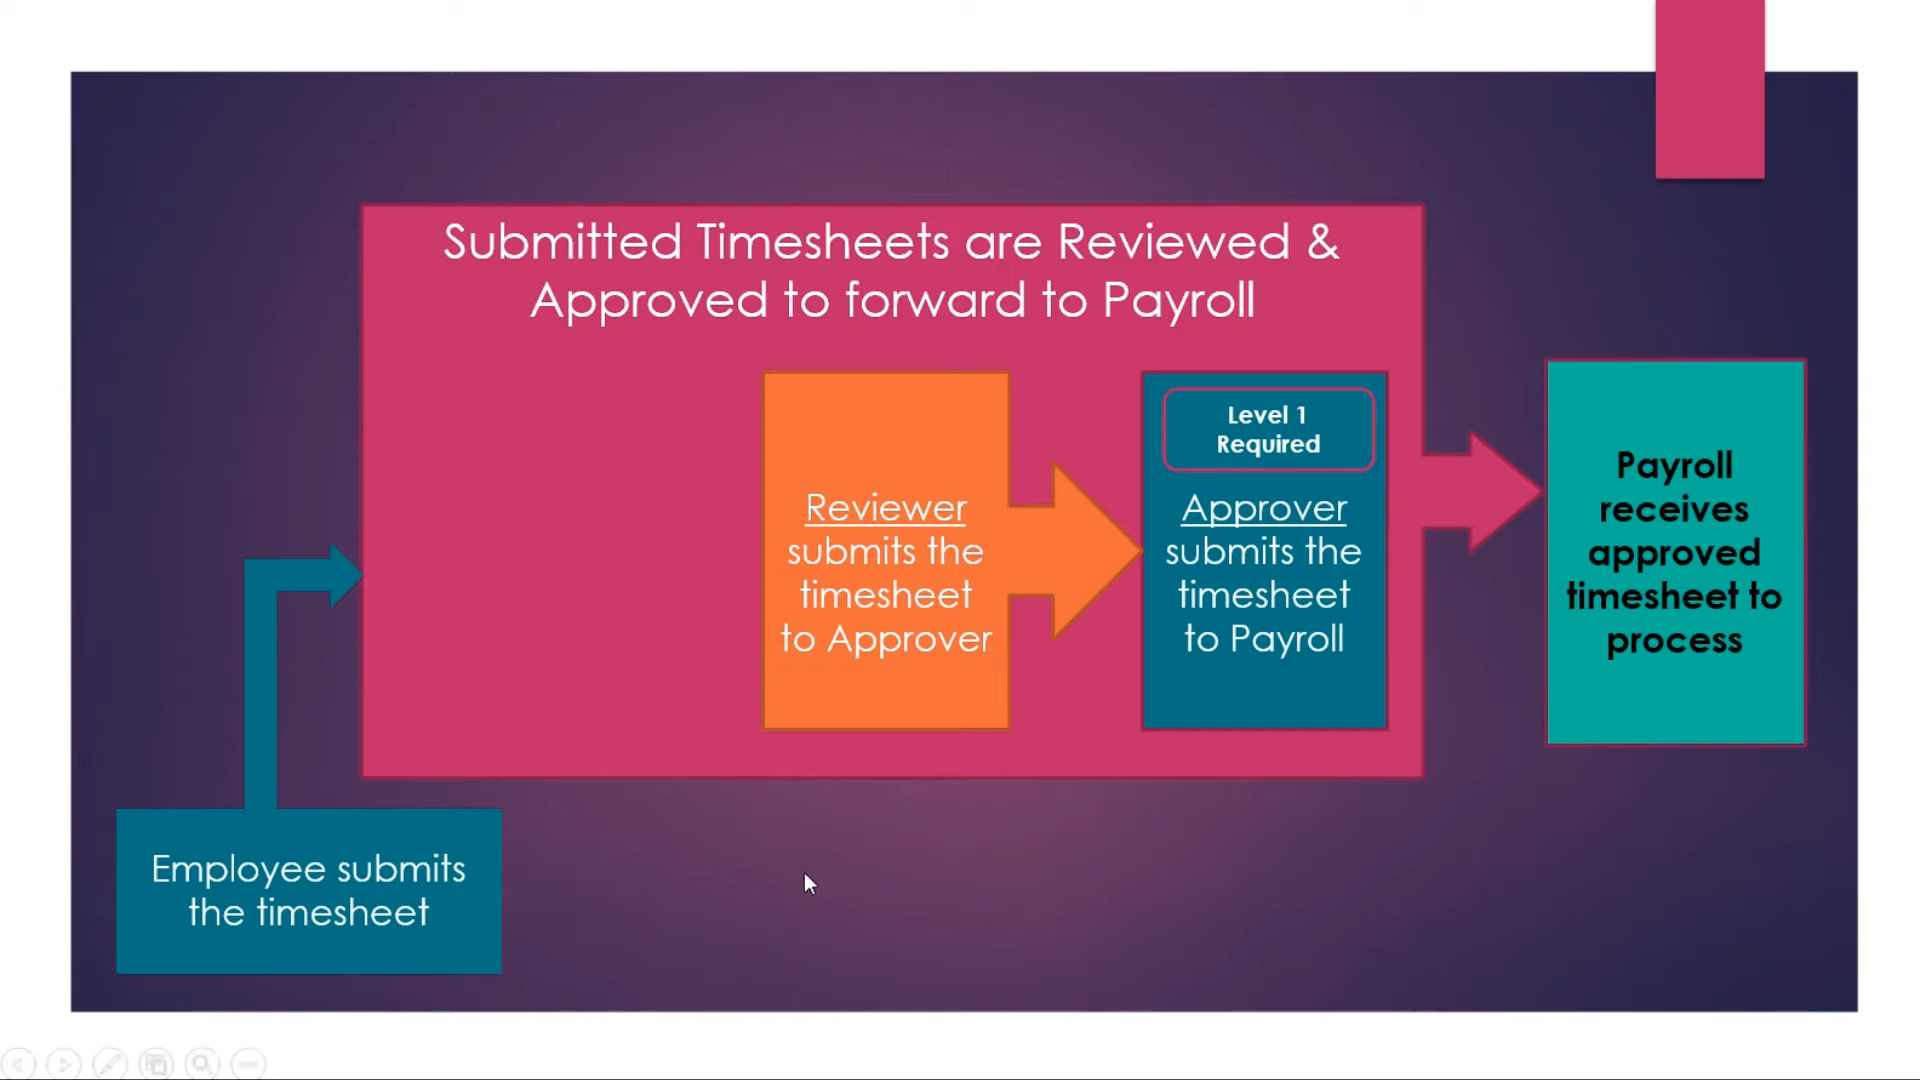 Submitted Timesheets are Reviewed &
Approved to forward to Payroll
Employee submits
the timesheet
Reviewer
submits the
timesheet
to Approver
Level 1
Required
Approver
submits the
timesheet
to Payroll
Payroll
receives
approved
timesheet to
process